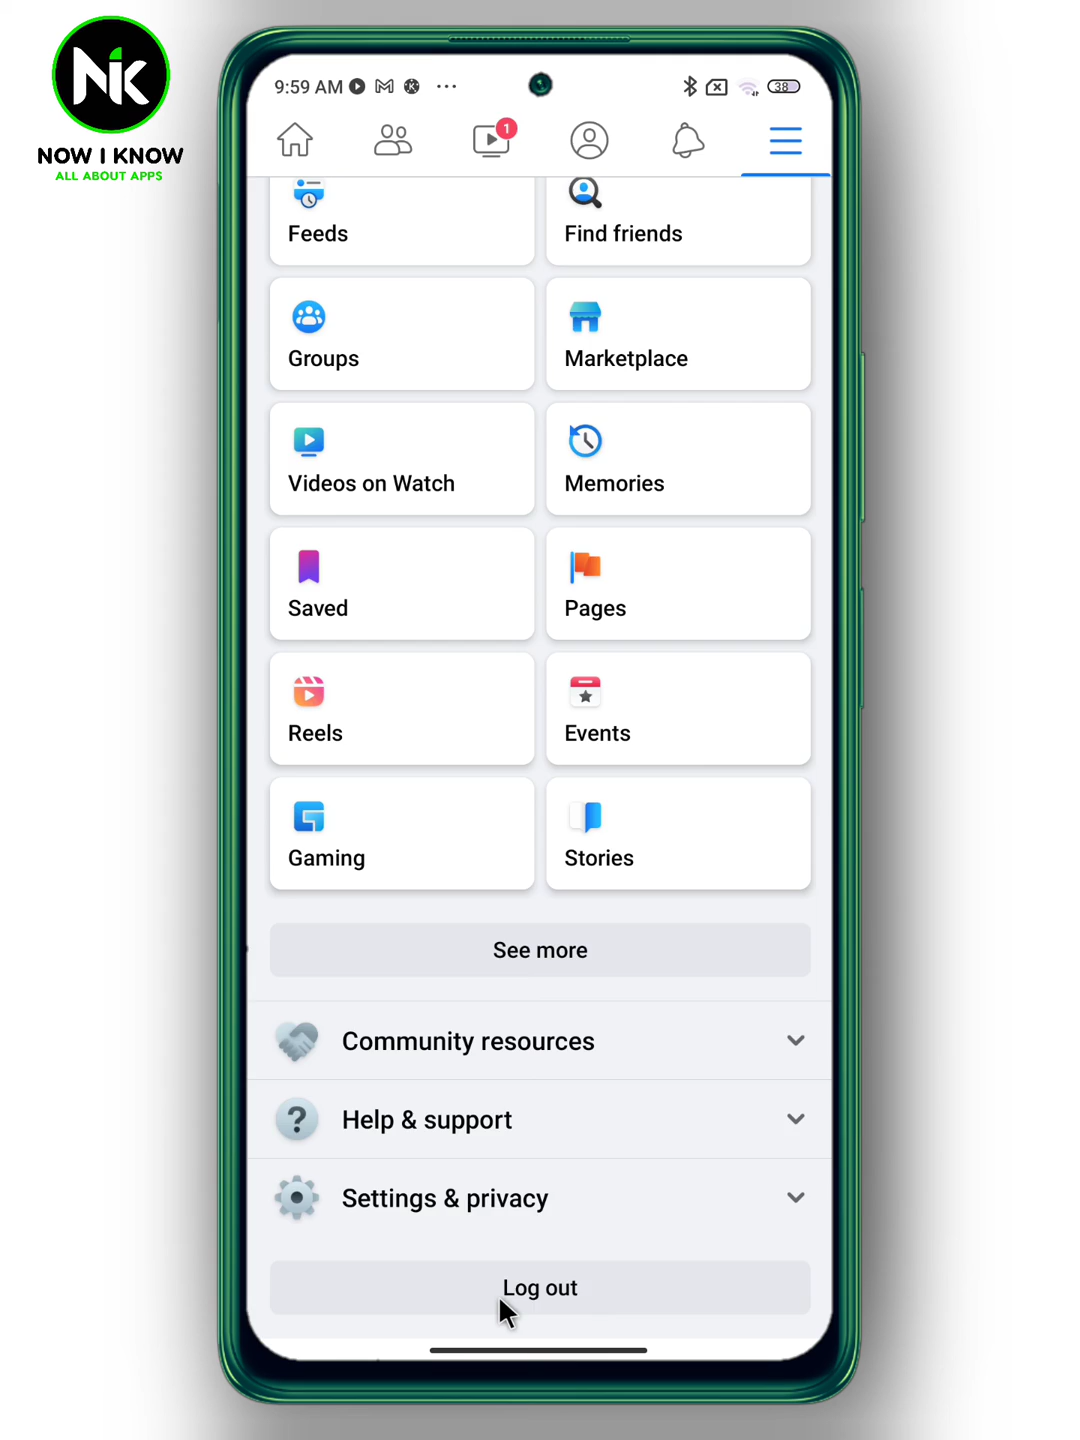 NIK
NOW I KNOW
ALL ABOUT APPS
9:59 AM
38
1
Feeds
Find friends
Groups
Marketplace
Videos on Watch
Memories
Saved
Pages
Reels
Events
Gaming
Stories
See more
Community resources
Help & support
Settings & privacy
Log out